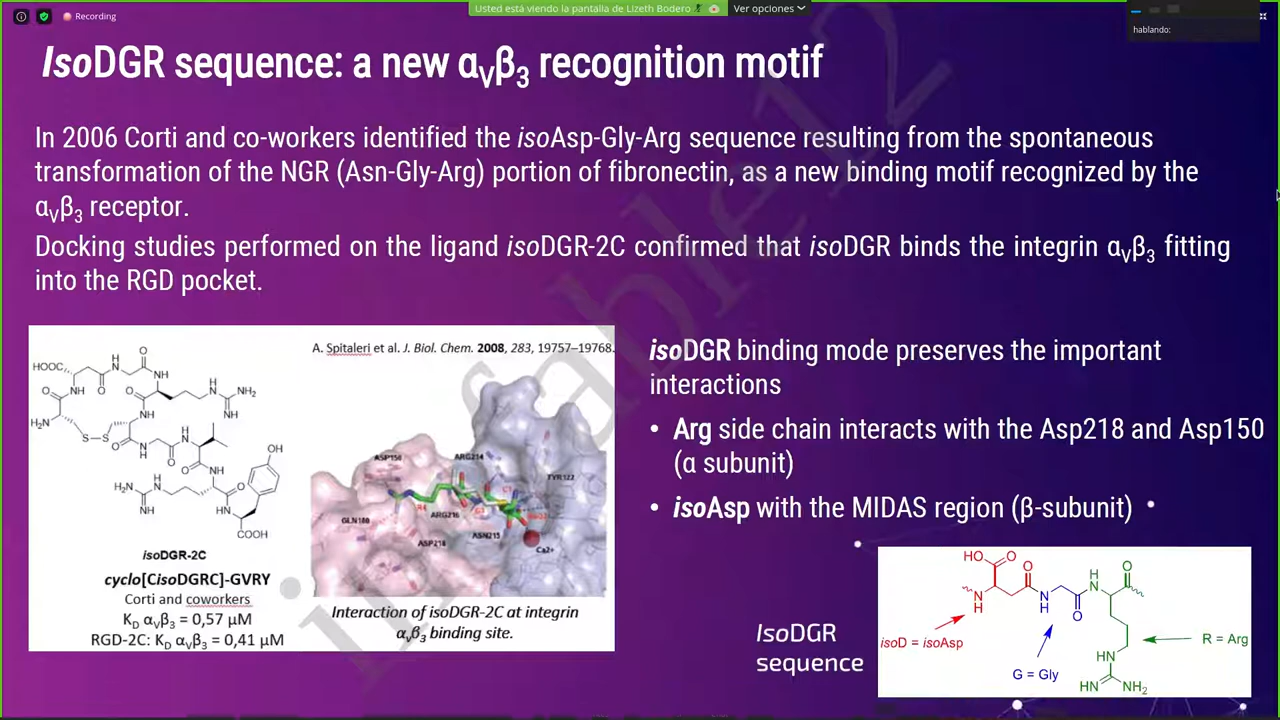 Recording
Usted está viendo la pantalla de Lizeth Bodero
Ver opciones
hablando:
IsoDGR sequence: a new αVβ3 recognition motif
In 2006 Corti and co-workers identified the isoAsp-Gly-Arg sequence resulting from the spontaneous
transformation of the NGR (Asn-Gly-Arg) portion of fibronectin, as a new binding motif recognized by the
αVβ3 receptor.
Docking studies performed on the ligand isoDGR-2C confirmed that isoDGR binds the integrin αVβ3 fitting
into the RGD pocket.
A. Spitaleri et al. J. Biol. Chem. 2008, 283, 19757–19768.
HOOC
O
H
N
O
NH
O
N
H
O
NH
O
H
N
NH2
NH
H2N
S–S
NH
O
N
H
O
H
N
O
NH
OH
H2N
H
N
NH
O
HN
COOH
isoDGR-2C
cyclo[CisoDGRC]-GVRY
Corti and coworkers
KD αVβ3 = 0,57 µM
RGD-2C: KD αVβ3 = 0,41 µM
ASP150
ARG214
TYR122
GLN180
ARG216
ASN215
ASP218
Ca2+
Interaction of isoDGR-2C at integrin
αvβ3 binding site.
isoDGR binding mode preserves the important
interactions
• Arg side chain interacts with the Asp218 and Asp150
(α subunit)
• isoAsp with the MIDAS region (β-subunit)
IsoDGR
sequence
HO
O
O
H
N
O
N
H
N
H
O
isoD = isoAsp
G = Gly
R = Arg
HN
HN
NH2